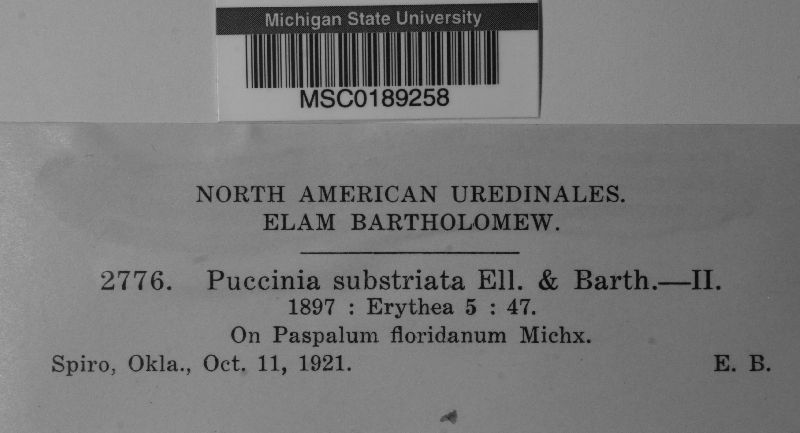 Michigan State University
MSC0189258
NORTH AMERICAN UREDINALES.
ELAM BARTHOLOMEW.
2776. Puccinia substriata Ell. & Barth.—II.
1897 : Erythea 5 : 47.
On Paspalum floridanum Michx.
Spiro, Okla., Oct. 11, 1921. E. B.